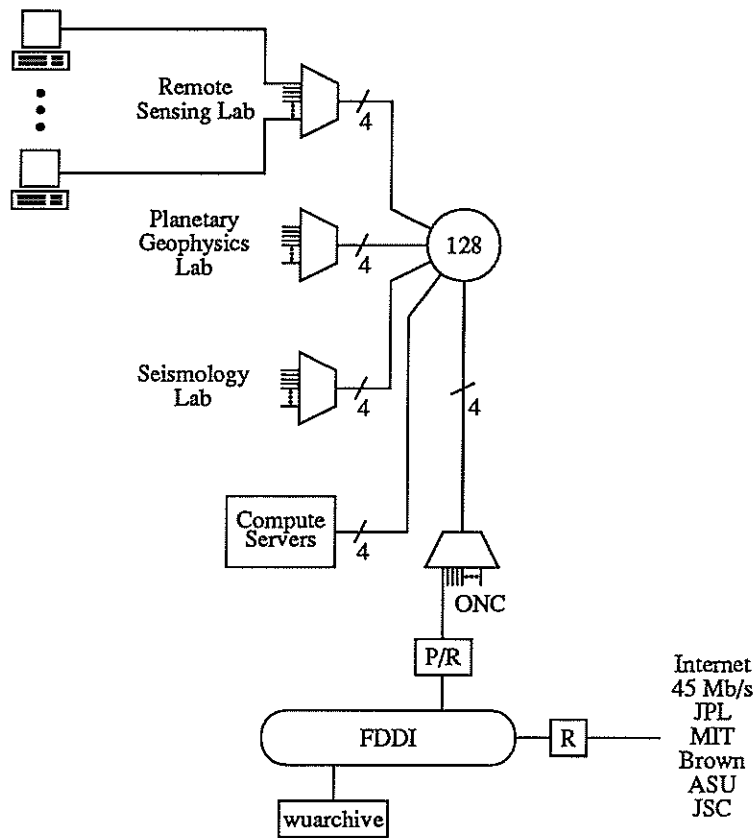 Remote
Sensing Lab
4
Planetary
Geophysics
Lab
4
128
Seismology
Lab
4
4
Compute
Servers
4
ONC
P/R
FDDI
R
Internet
45 Mb/s
JPL
MIT
Brown
ASU
JSC
wuarchive